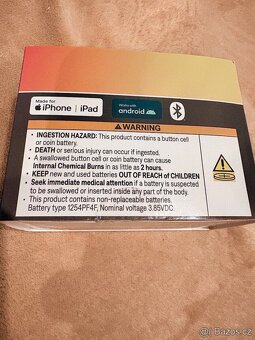 Made for
iPhone | iPad
Works with
android
WARNING
• INGESTION HAZARD: This product contains a button cell
or coin battery.
• DEATH or serious injury can occur if ingested.
• A swallowed button cell or coin battery can cause
Internal Chemical Burns in as little as 2 hours.
• KEEP new and used batteries OUT OF REACH of CHILDREN
• Seek immediate medical attention if a battery is suspected
to be swallowed or inserted inside any part of the body.
• This product contains non-replaceable batteries.
Battery type 1254PF4F, Nominal voltage 3.85VDC.
© Bazos.cz